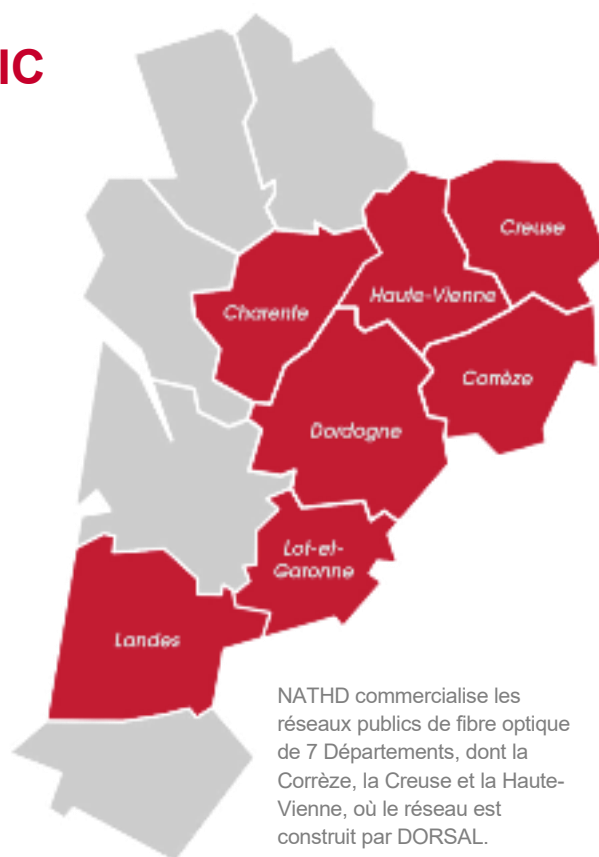 IC
Creuse
Haute-Vienne
Charente
Corrèze
Dordogne
Lot-et-
Garonne
Landes
NATHD commercialise les
réseaux publics de fibre optique
de 7 Départements, dont la
Corrèze, la Creuse et la Haute-
Vienne, où le réseau est
construit par DORSAL.